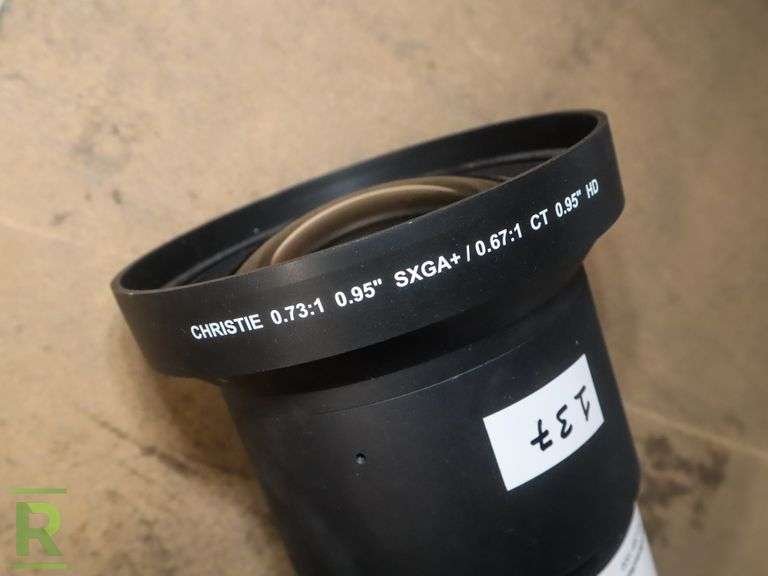 CHRISTIE 0.73:1 0.95" SXGA+ / 0.67:1 CT 0.95" HD
137
R